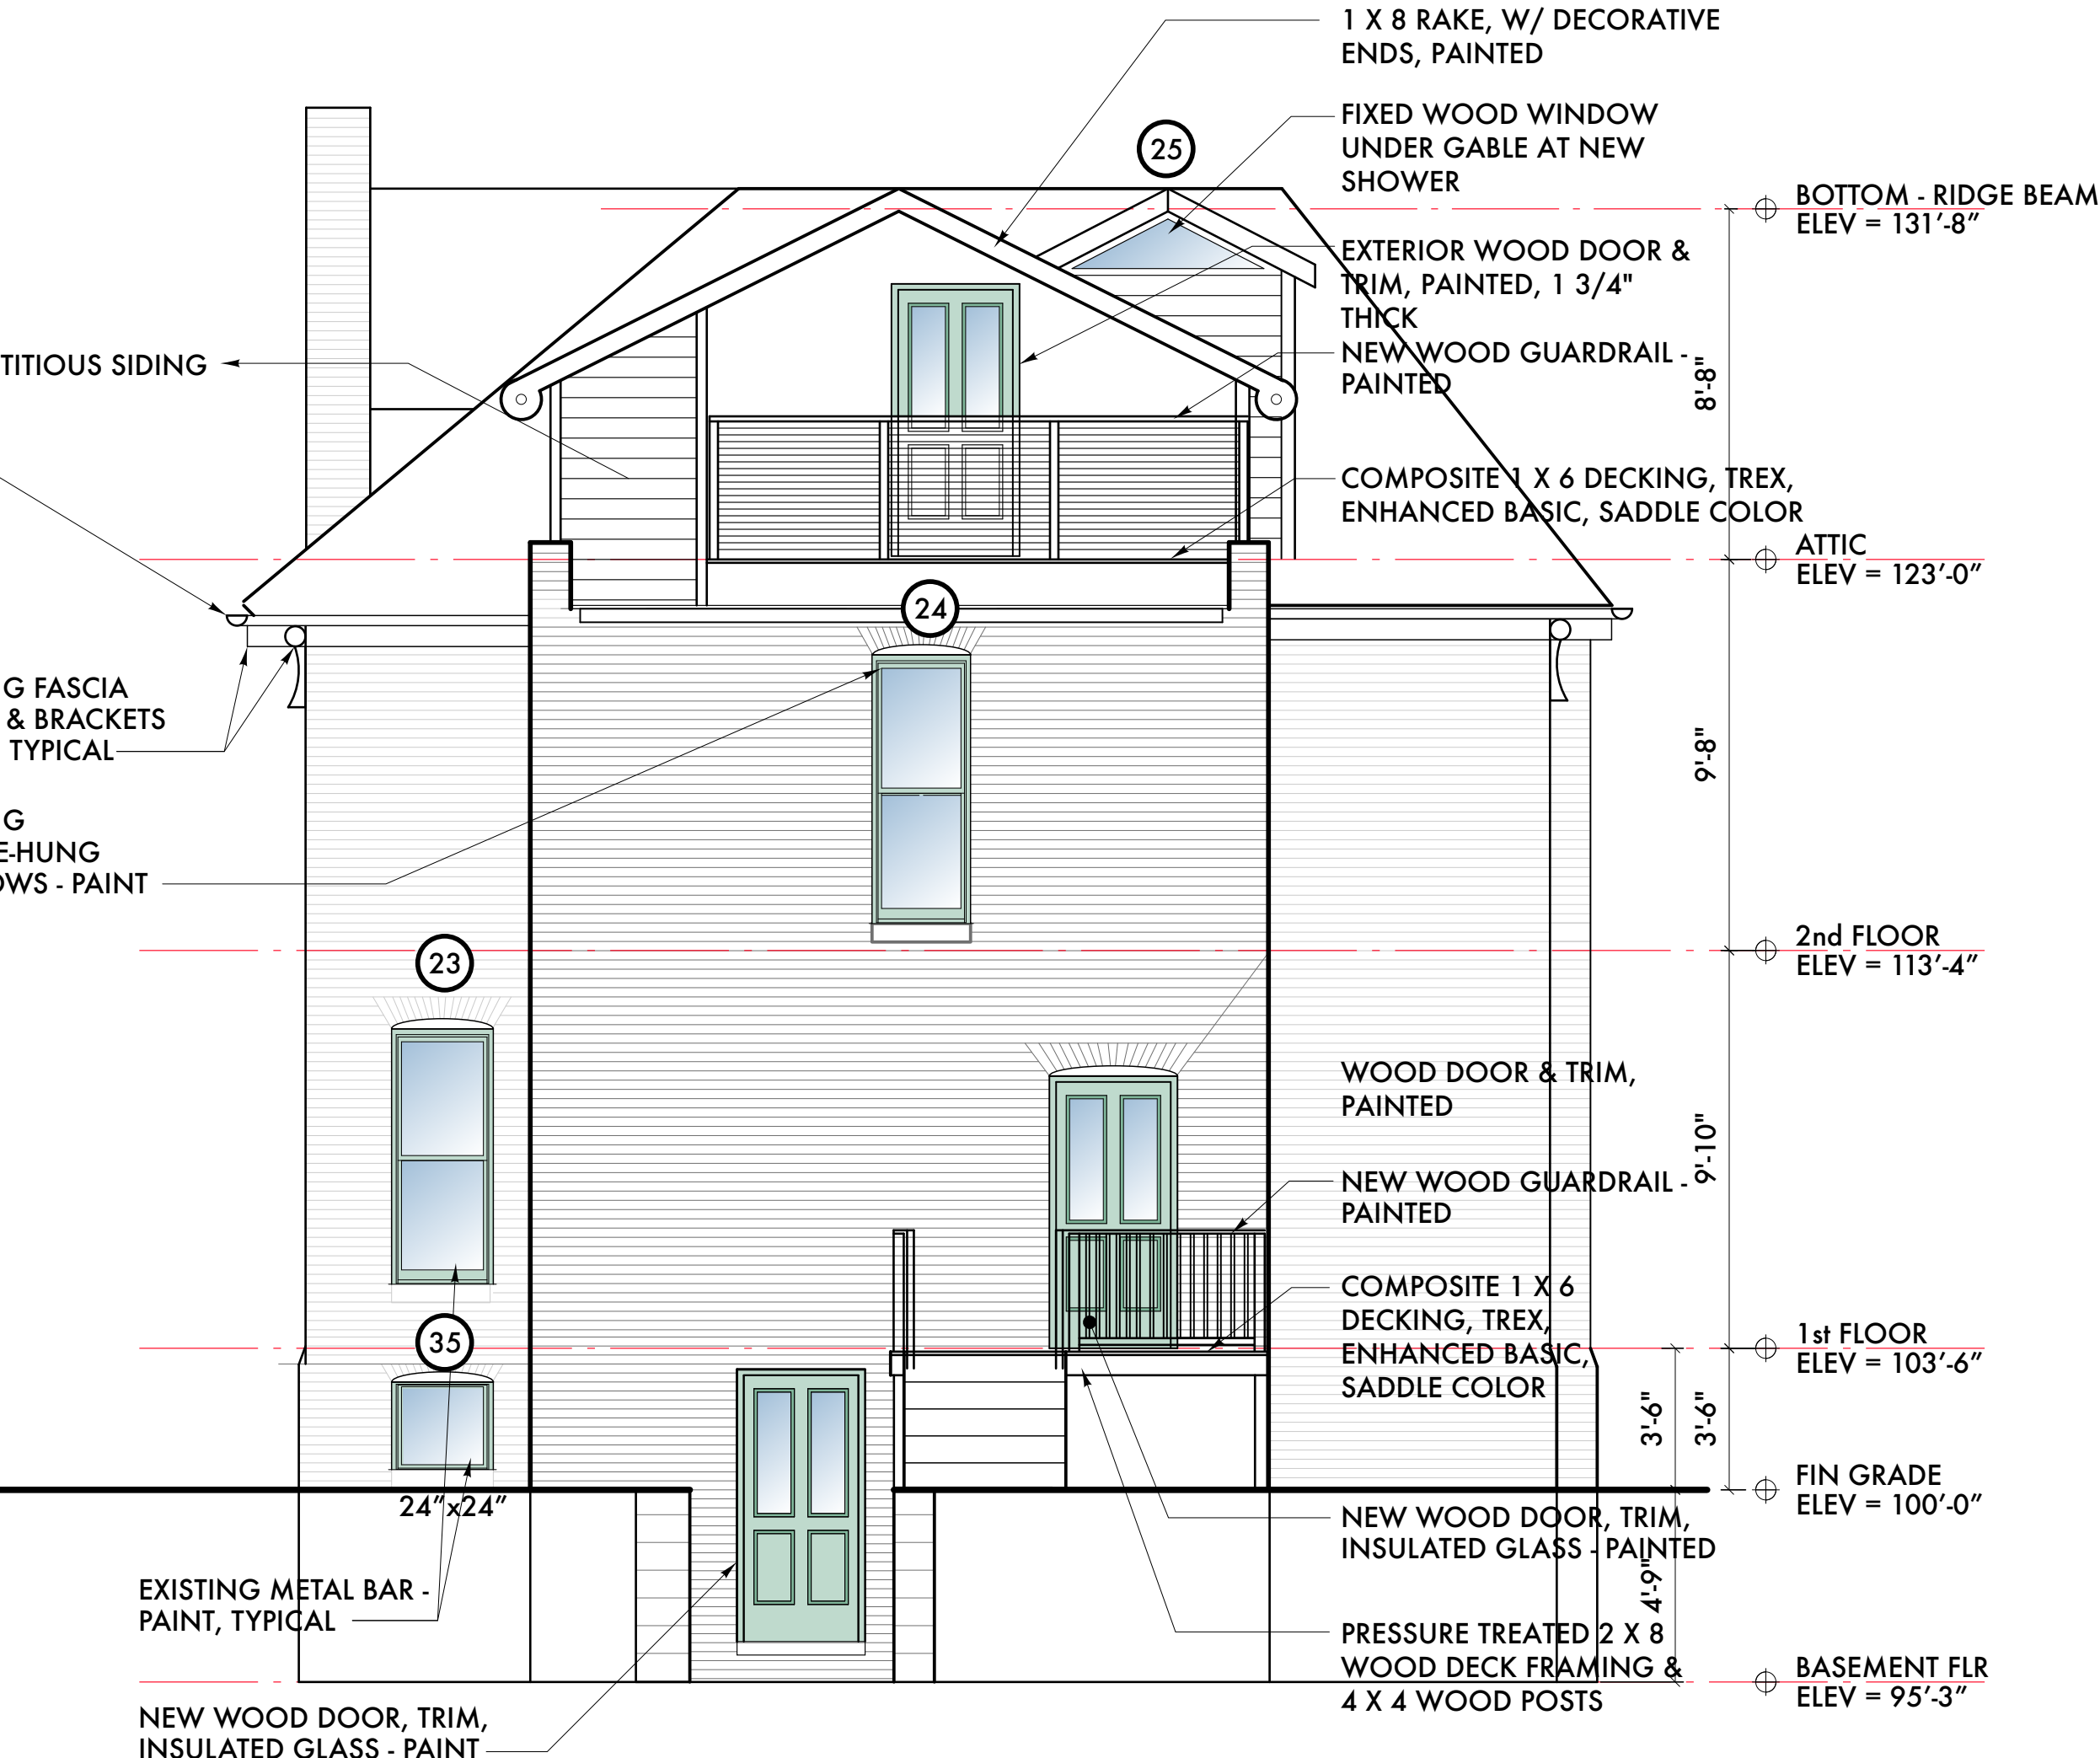 1 X 8 RAKE, W/ DECORATIVE
ENDS, PAINTED
FIXED WOOD WINDOW
UNDER GABLE AT NEW
SHOWER
25
BOTTOM - RIDGE BEAM
ELEV = 131'-8"
EXTERIOR WOOD DOOR &
TRIM, PAINTED, 1 3/4"
THICK
NEW WOOD GUARDRAIL -
PAINTED
TITIOUS SIDING
8'-8"
COMPOSITE 1 X 6 DECKING, TREX,
ENHANCED BASIC, SADDLE COLOR
ATTIC
ELEV = 123'-0"
24
G FASCIA
& BRACKETS
TYPICAL
9'-8"
G
E-HUNG
OWS - PAINT
2nd FLOOR
ELEV = 113'-4"
23
WOOD DOOR & TRIM,
PAINTED
9'-10"
NEW WOOD GUARDRAIL -
PAINTED
COMPOSITE 1 X 6
DECKING, TREX,
ENHANCED BASIC,
SADDLE COLOR
35
1st FLOOR
ELEV = 103'-6"
3'-6"
3'-6"
FIN GRADE
ELEV = 100'-0"
24"x24"
NEW WOOD DOOR, TRIM,
INSULATED GLASS - PAINTED
4'-9"
EXISTING METAL BAR -
PAINT, TYPICAL
PRESSURE TREATED 2 X 8
WOOD DECK FRAMING &
4 X 4 WOOD POSTS
BASEMENT FLR
ELEV = 95'-3"
NEW WOOD DOOR, TRIM,
INSULATED GLASS - PAINT